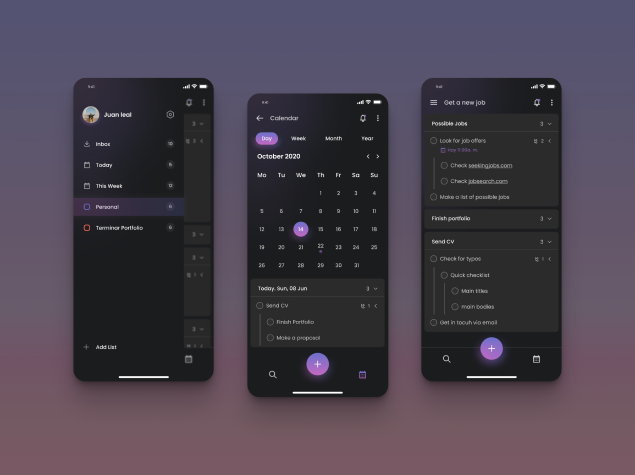 9:41
Juan leal
Inbox
Today
This Week
Personal
Terminar Portfolio
Add List
9:41
Calendar
Day Week Month Year
October 2020
Mo Tu We Th Fr Sa Su
1 2 3 4
5 6 7 8 9 10 11
12 13 14 15 16 17 18
19 20 21 22 23 24 25
26 27 28 29 30 31
Today. Sun, 08 Jun 3
Send CV 1
Finish Portfolio
Make a proposal
9:41
Get a new job
Possible Jobs 3
Look for job offers 2
Check seekingjobs.com
Check jobsearch.com
Make a list of possible jobs
Finish portfolio 3
Send CV 3
Check for typos 1
Quick checklist
Main titles
main bodies
Get in tocuh via email